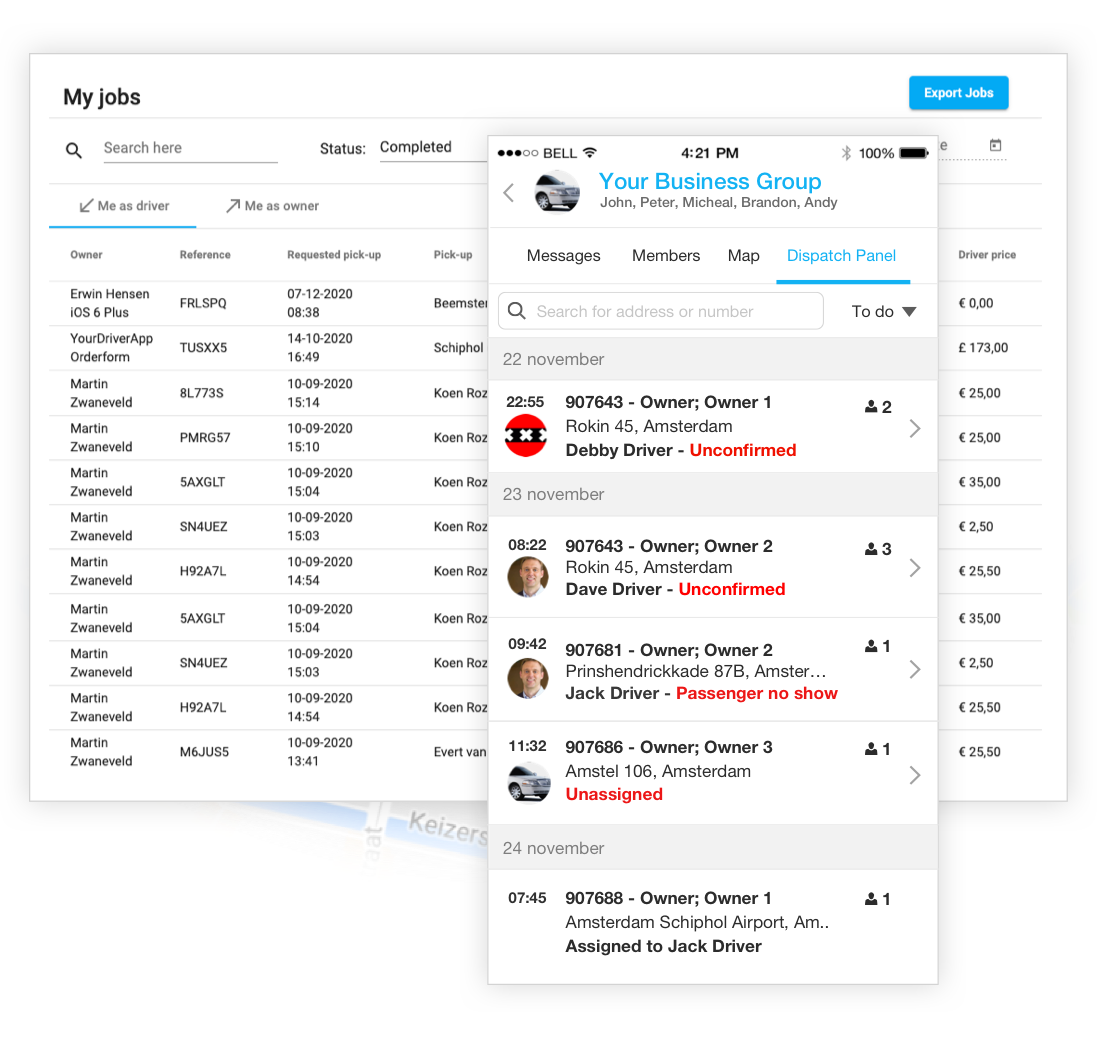 My jobs
Export Jobs
Search here
Status:
Completed
Me as driver
Me as owner
Owner
Reference
Requested pick-up
Pick-up
Driver price
Erwin Hensen
iOS 6 Plus
FRLSPQ
07-12-2020
08:38
Beemster
€ 0,00
YourDriverApp
Orderform
TUSXX5
14-10-2020
16:49
Schiphol
£ 173,00
Martin
Zwaneveld
8L773S
10-09-2020
15:14
Koen Roz
€ 25,00
Martin
Zwaneveld
PMRG57
10-09-2020
15:10
Koen Roz
€ 25,00
Martin
Zwaneveld
5AXGLT
10-09-2020
15:04
Koen Roz
€ 35,00
Martin
Zwaneveld
SN4UEZ
10-09-2020
15:03
Koen Roz
€ 2,50
Martin
Zwaneveld
H92A7L
10-09-2020
14:54
Koen Roz
€ 25,50
Martin
Zwaneveld
5AXGLT
10-09-2020
15:04
Koen Roz
€ 35,00
Martin
Zwaneveld
SN4UEZ
10-09-2020
15:03
Koen Roz
€ 2,50
Martin
Zwaneveld
H92A7L
10-09-2020
14:54
Koen Roz
€ 25,50
Martin
Zwaneveld
M6JUS5
10-09-2020
13:41
Evert van
€ 25,50
Keizers
aat
BELL
4:21 PM
100%
Your Business Group
John, Peter, Micheal, Brandon, Andy
Messages
Members
Map
Dispatch Panel
Search for address or number
To do
22 november
22:55
907643 - Owner; Owner 1
2
Rokin 45, Amsterdam
Debby Driver - Unconfirmed
23 november
08:22
907643 - Owner; Owner 2
3
Rokin 45, Amsterdam
Dave Driver - Unconfirmed
09:42
907681 - Owner; Owner 2
1
Prinshendrickkade 87B, Amster…
Jack Driver - Passenger no show
11:32
907686 - Owner; Owner 3
1
Amstel 106, Amsterdam
Unassigned
24 november
07:45
907688 - Owner; Owner 1
1
Amsterdam Schiphol Airport, Am..
Assigned to Jack Driver